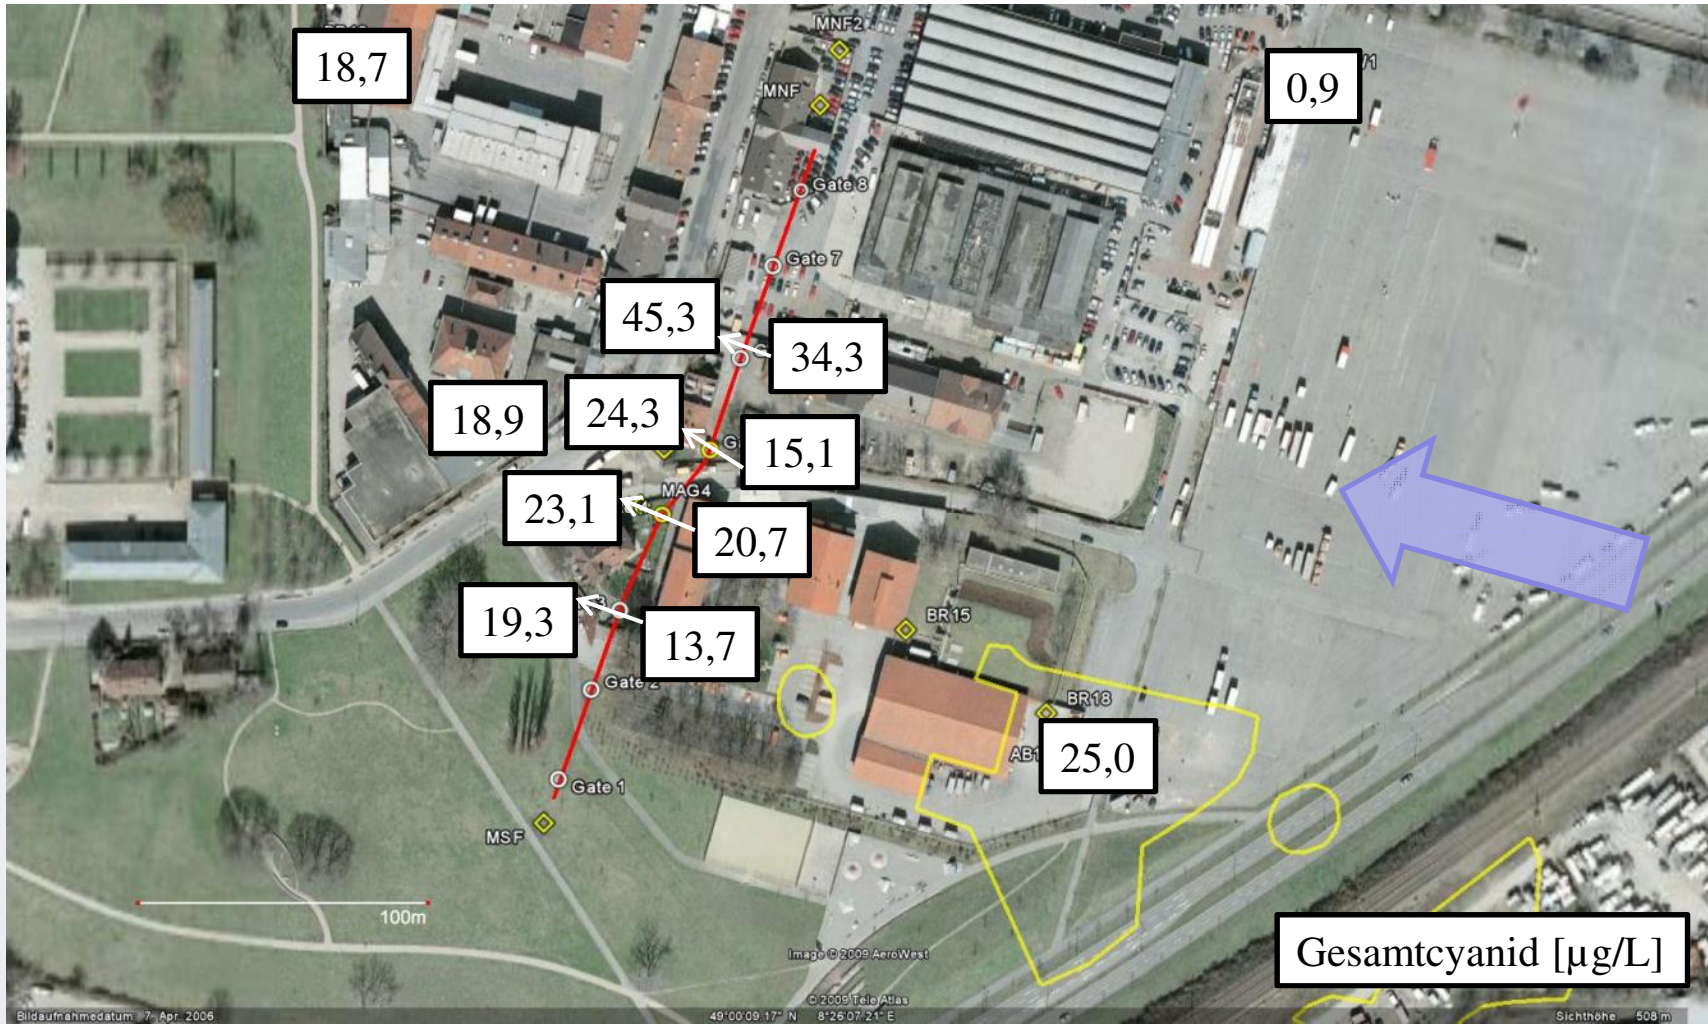 MNF2
18,7
0,9
MNF
Gate 8
Gate 7
45,3
34,3
24,3
18,9
15,1
MAG4
23,1
20,7
19,3
13,7
BR15
Gate 2
BR18
25,0
Gate 1
MSF
100m
Gesamtcyanid [µg/L]
Image © 2009 AeroWest
© 2009 Tele Atlas
Bildaufnahmedatum: 7. Apr. 2006
49°00'09.17" N 8°26'07.21" E
Sichthöhe 508 m